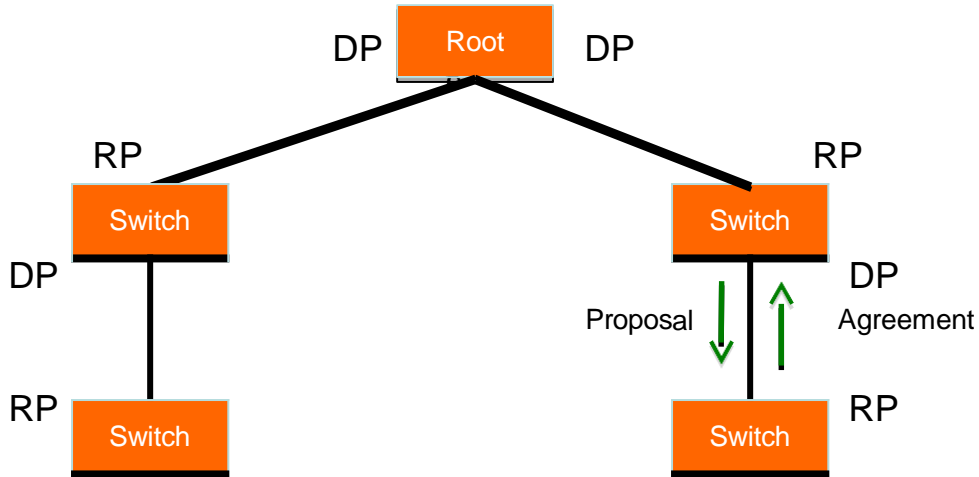 DP
Root
DP
RP
RP
Switch
Switch
DP
DP
Proposal
Agreement
RP
RP
Switch
Switch